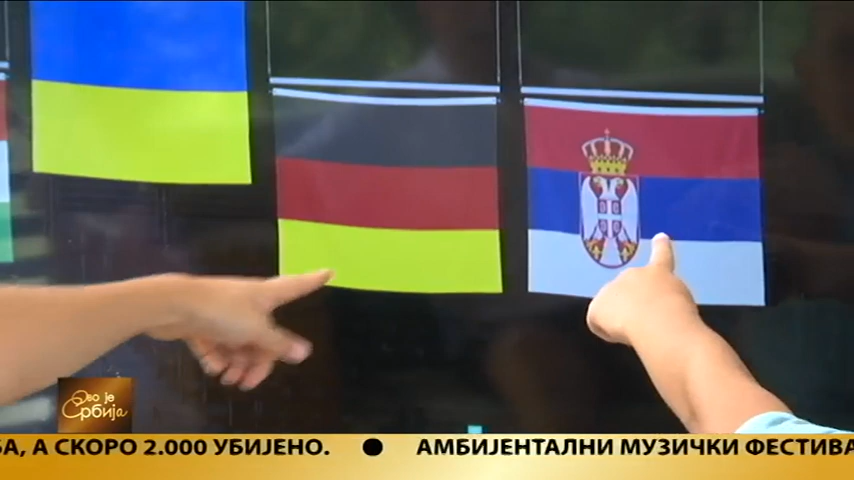 Ово је
Србија
БА, А СКОРО 2.000 УБИЈЕНО. ● АМБИЈЕНТАЛНИ МУЗИЧКИ ФЕСТИВА